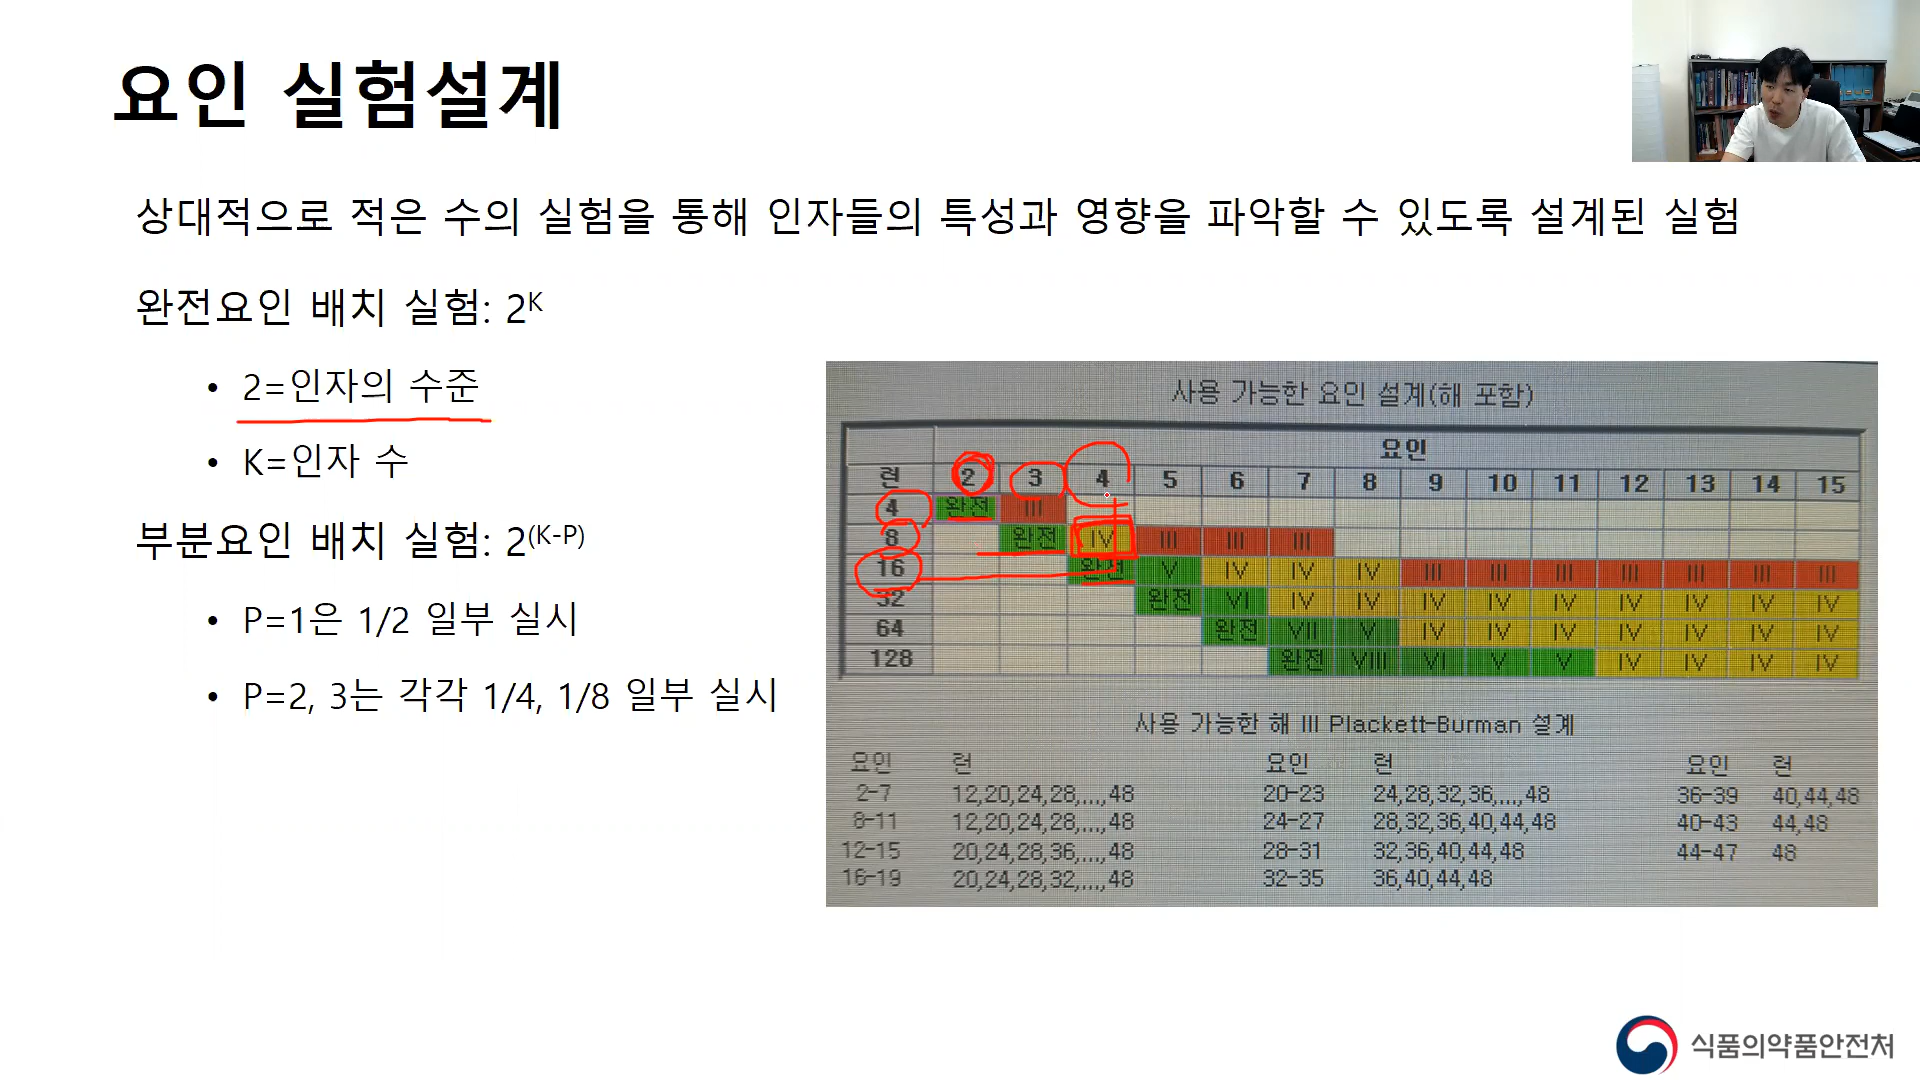 요인 실험설계
상대적으로 적은 수의 실험을 통해 인자들의 특성과 영향을 파악할 수 있도록 설계된 실험
완전요인 배치 실험: 2^K
• 2=인자의 수준
• K=인자 수
부분요인 배치 실험: 2^(K-P)
• P=1은 1/2 일부 실시
• P=2, 3는 각각 1/4, 1/8 일부 실시
사용 가능한 요인 설계(해 포함)
요인
런 2 3 4 5 6 7 8 9 10 11 12 13 14 15
4 완전 III
8 완전 IV III III III
16 완전 V IV IV IV III III III III III III III
32 완전 VI IV IV IV IV IV IV IV IV IV
64 완전 VII V IV IV IV IV IV IV IV
128 완전 VIII VI V V IV IV IV IV
사용 가능한 해 III Plackett-Burman 설계
요인 런 요인 런 요인 런
2-7 12,20,24,28,...,48 20-23 24,28,32,36,...,48 36-39 40,44,48
8-11 12,20,24,28,...,48 24-27 28,32,36,40,44,48 40-43 44,48
12-15 20,24,28,36,...,48 28-31 32,36,40,44,48 44-47 48
16-19 20,24,28,32,...,48 32-35 36,40,44,48
식품의약품안전처